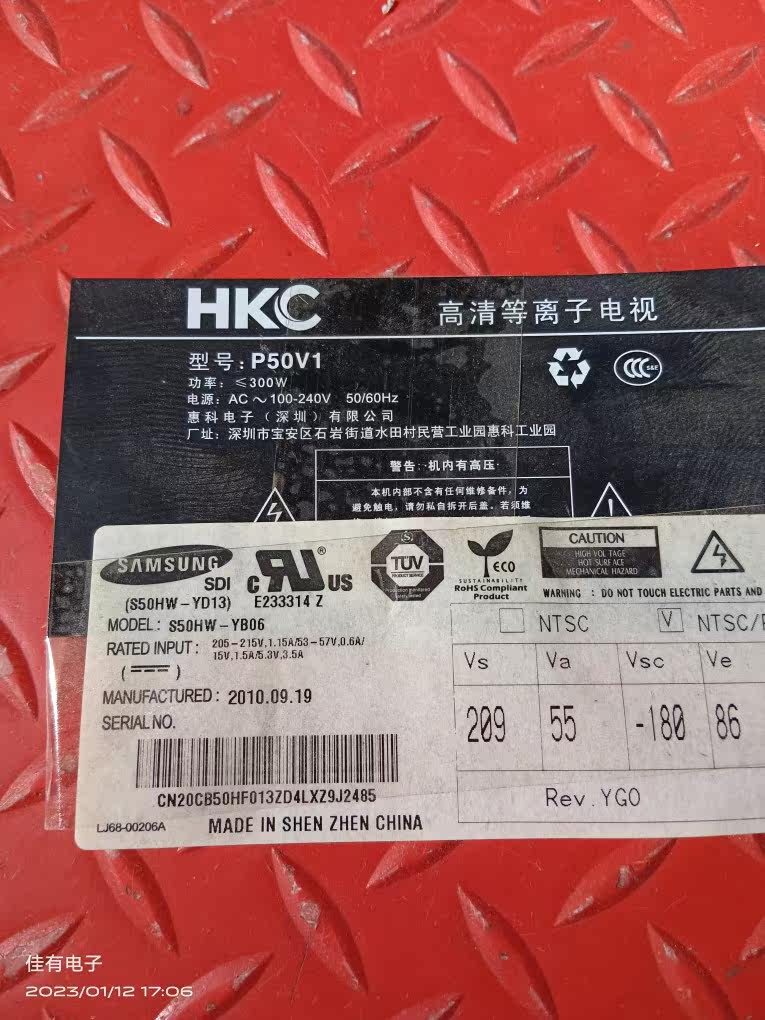 HKC
高清等离子电视
型号：P50V1
功率：≤300W
电源：AC～100-240V 50/60Hz
惠科电子（深圳）有限公司
厂址：深圳市宝安区石岩街道水田村民营工业园惠科工业园
S&E
警告：机内有高压·
本机内部不含有任何维修备件，为
避免触电，请勿私自拆开后盖。若须维
SAMSUNG
SDI
(S50HW-YD13)
C RU US
®
E233314 Z
TUV
PRODUCT SERVICE
Production monitored
Safety tested
eco
SUSTAINABILITY
RoHS Compliant
Product
CAUTION
HIGH VOLTAGE
HOT SURFACE
MECHANICAL HAZARD
WARNING : DO NOT TOUCH ELECTRIC PARTS AND
MODEL : S50HW-YB06
RATED INPUT : 205-215V,1.15A/53-57V,0.6A/
15V,1.5A/5.3V,3.5A
MANUFACTURED : 2010.09.19
SERIAL NO.
CN20CB50HF013ZD4LXZ9J2485
LJ68-00206A
MADE IN SHEN ZHEN CHINA
NTSC V NTSC/
Vs Va Vsc Ve
209 55 -180 86
Rev.YG0
佳有电子
2023/01/12 17:06